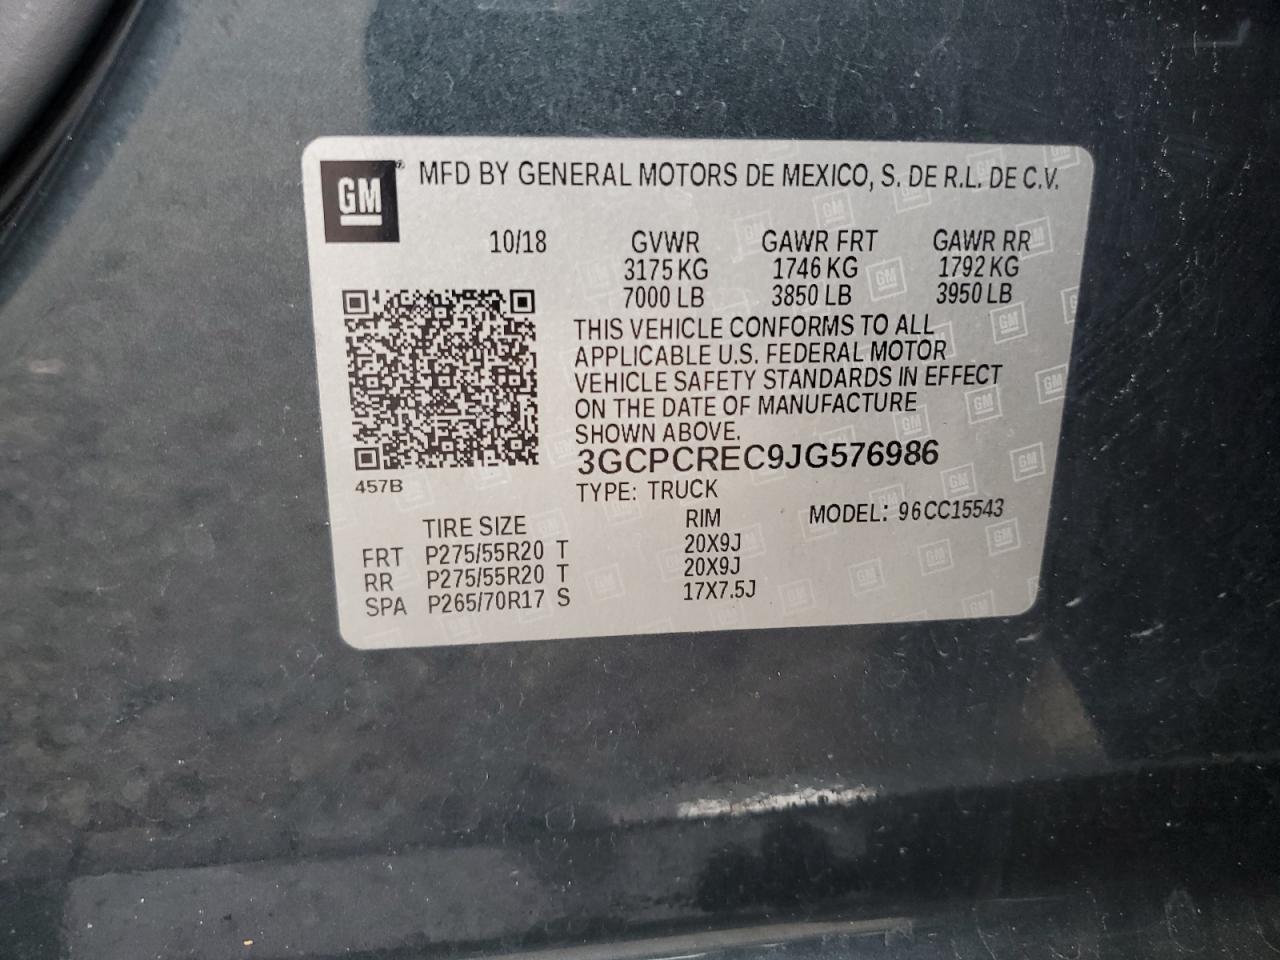 GM® MFD BY GENERAL MOTORS DE MEXICO, S. DE R.L. DE C.V.
10/18 GVWR GAWR FRT GAWR RR
3175 KG 1746 KG 1792 KG
7000 LB 3850 LB 3950 LB
THIS VEHICLE CONFORMS TO ALL
APPLICABLE U.S. FEDERAL MOTOR
VEHICLE SAFETY STANDARDS IN EFFECT
ON THE DATE OF MANUFACTURE
SHOWN ABOVE.
3GCPCREC9JG576986
457B
TYPE: TRUCK
MODEL: 96CC15543
TIRE SIZE RIM
FRT P275/55R20 T 20X9J
RR P275/55R20 T 20X9J
SPA P265/70R17 S 17X7.5J